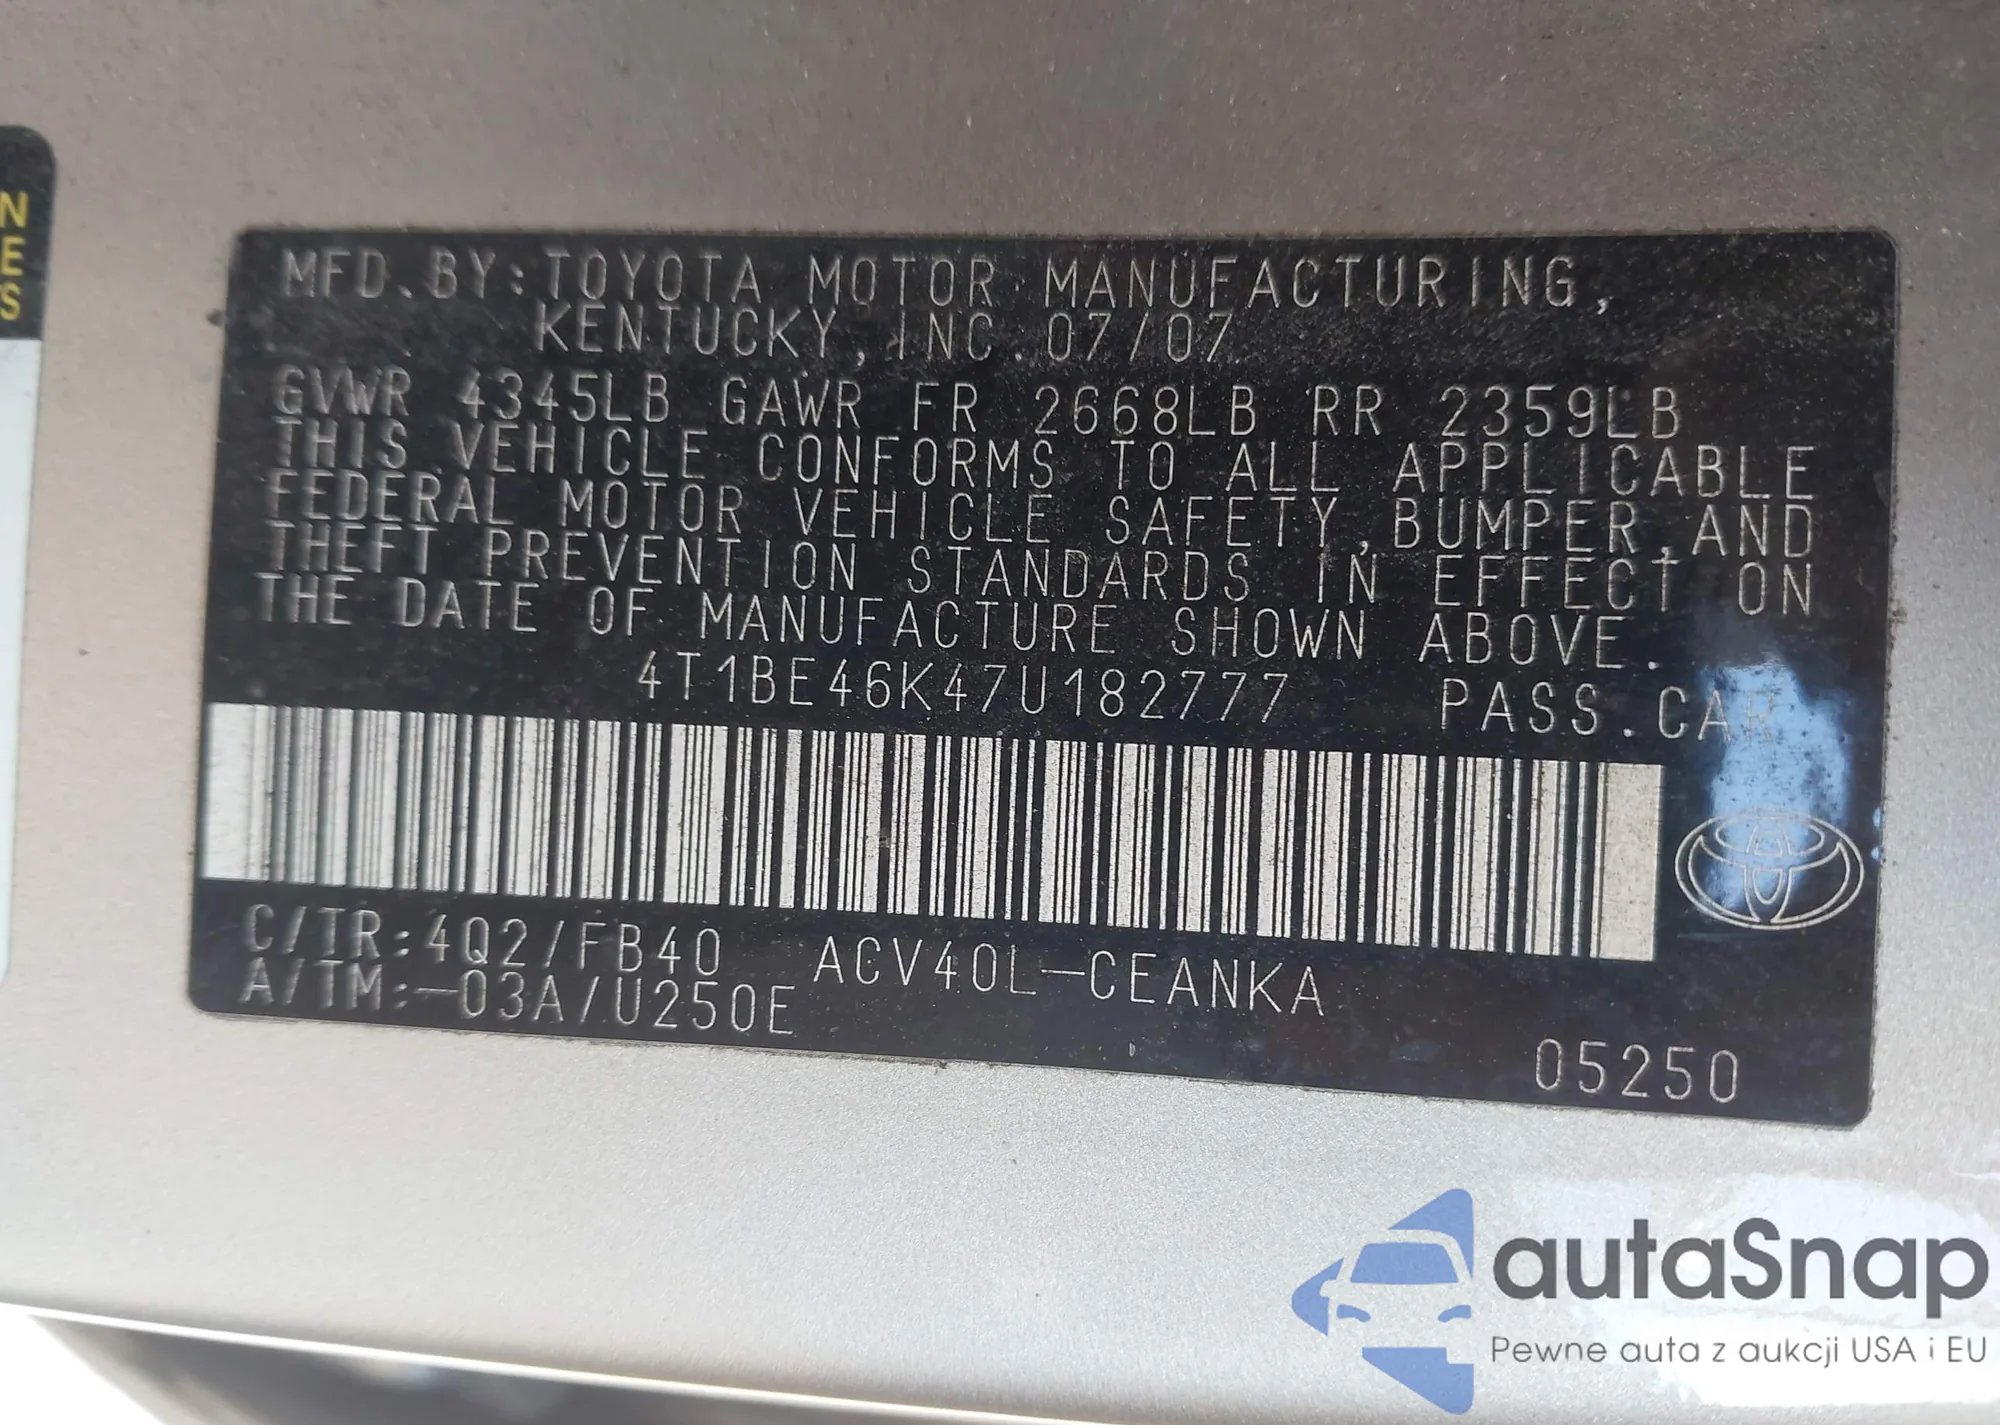 N
E
S
MFD.BY:TOYOTA MOTOR MANUFACTURING,
KENTUCKY, INC. 07/07
GVWR 4345LB GAWR FR 2668LB RR 2359LB
THIS VEHICLE CONFORMS TO ALL APPLICABLE
FEDERAL MOTOR VEHICLE SAFETY,BUMPER,AND
THEFT PREVENTION STANDARDS IN EFFECT ON
THE DATE OF MANUFACTURE SHOWN ABOVE.
4T1BE46K47U182777 PASS.CAR
C/TR:4Q2/FB40 ACV40L-CEANKA
A/TM:-03A/U250E
05250
autaSnap
Pewne auta z aukcji USA i EU